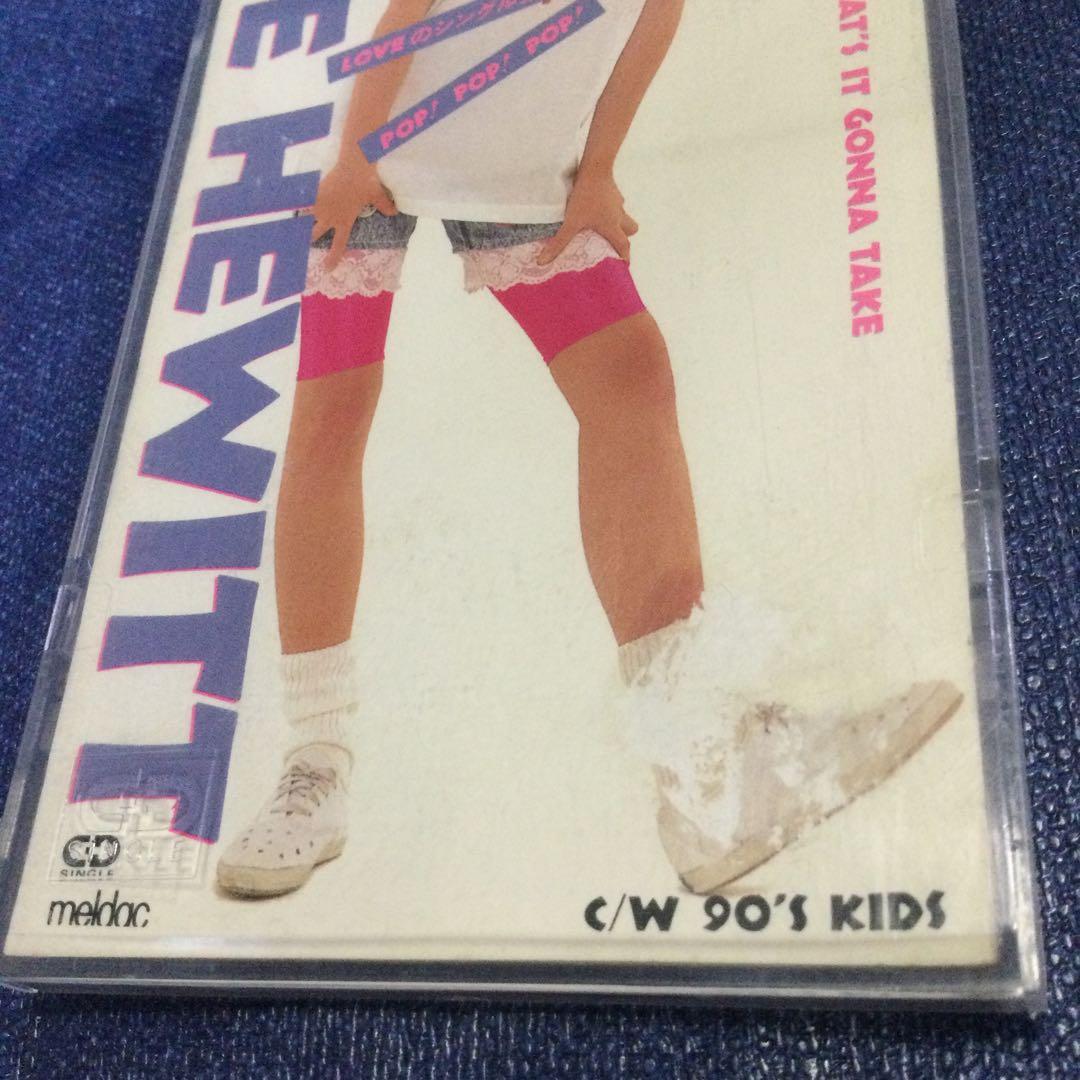 E HEWITT
LOVEのシングル
POP! POP! POP!
AT'S IT GONNA TAKE
CD
SINGLE
meldac
C/W 90'S KIDS